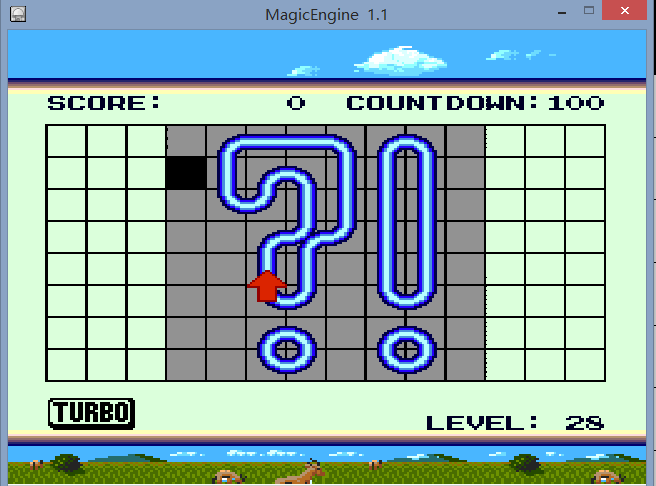 MagicEngine 1.1
SCORE: 0 COUNTDOWN:100
?!
TURBO
LEVEL: 28